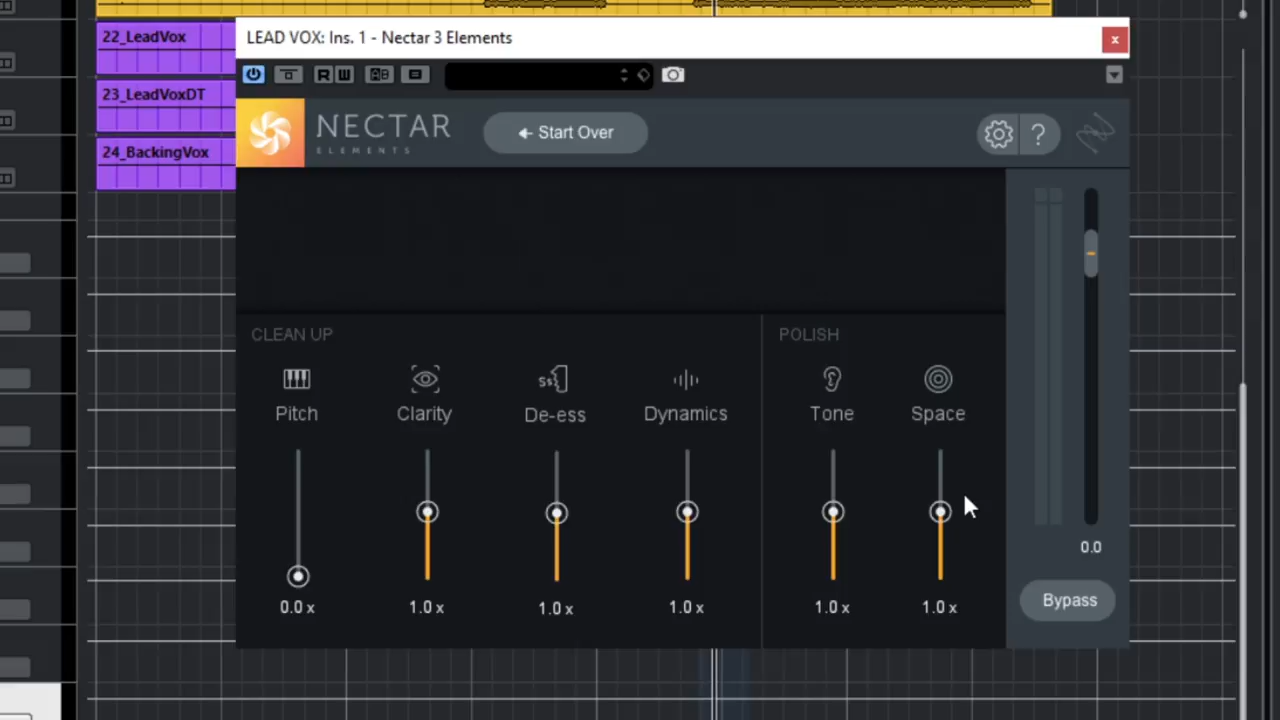 22_LeadVox
LEAD VOX: Ins. 1 - Nectar 3 Elements
x
R W
23_LeadVoxDT
NECTAR
ELEMENTS
← Start Over
?
24_BackingVox
CLEAN UP
POLISH
Pitch
Clarity
Ss
De-ess
Dynamics
Tone
Space
0.0
0.0 x
1.0 x
1.0 x
1.0 x
1.0 x
1.0 x
Bypass